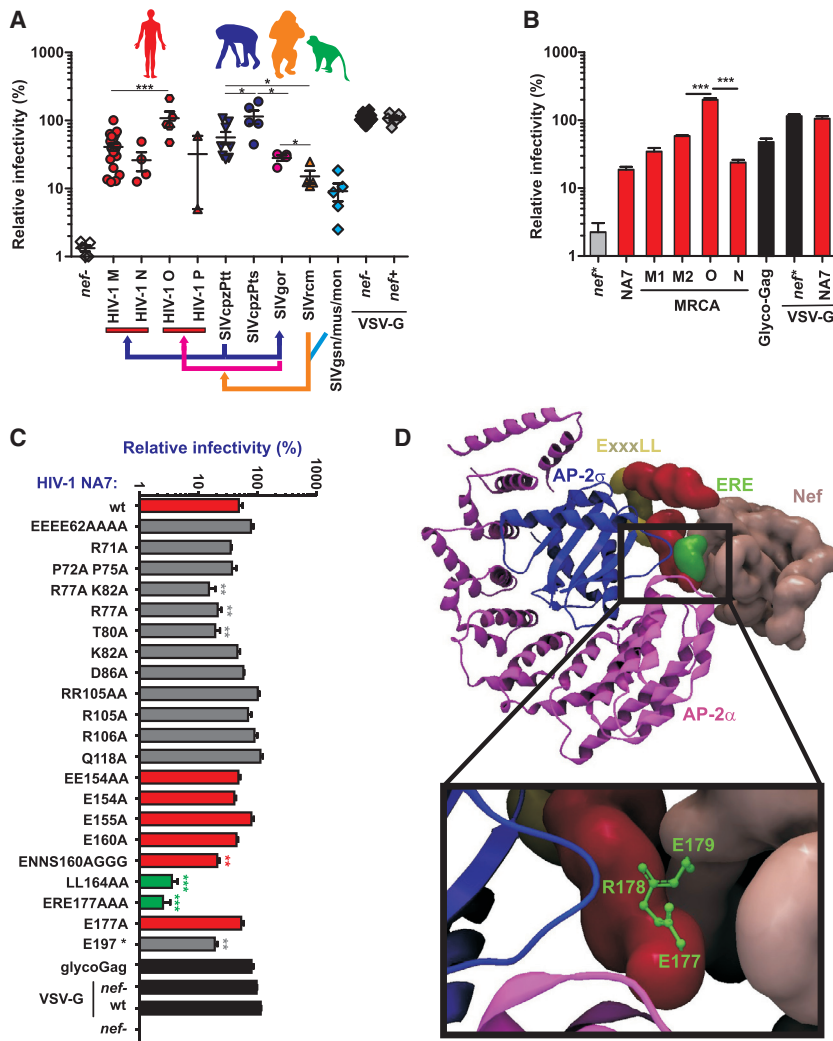 A
Relative infectivity (%)
1000
100
10
1
***
*
*
*
*
nef-
HIV-1 M
HIV-1 N
HIV-1 O
HIV-1 P
SIVcpzPtt
SIVcpzPts
SIVgor
SIVrcm
SIVgsn/mus/mon
nef-
nef+
VSV-G
B
Relative infectivity (%)
1000
100
10
1
***
***
nef*
NA7
M1
M2
O
N
MRCA
Glyco-Gag
nef*
NA7
VSV-G
C
Relative infectivity (%)
HIV-1 NA7:
1
10
100
1000
wt
EEEE62AAAA
R71A
P72A P75A
R77A K82A
**
R77A
**
T80A
**
K82A
D86A
RR105AA
R105A
R106A
Q118A
EE154AA
E154A
E155A
E160A
ENNS160AGGG
**
LL164AA
***
ERE177AAA
***
E177A
E197 *
**
glycoGag
VSV-G
nef-
wt
nef-
D
ExxxLL
AP-2σ
ERE
Nef
AP-2α
E179
R178
E177